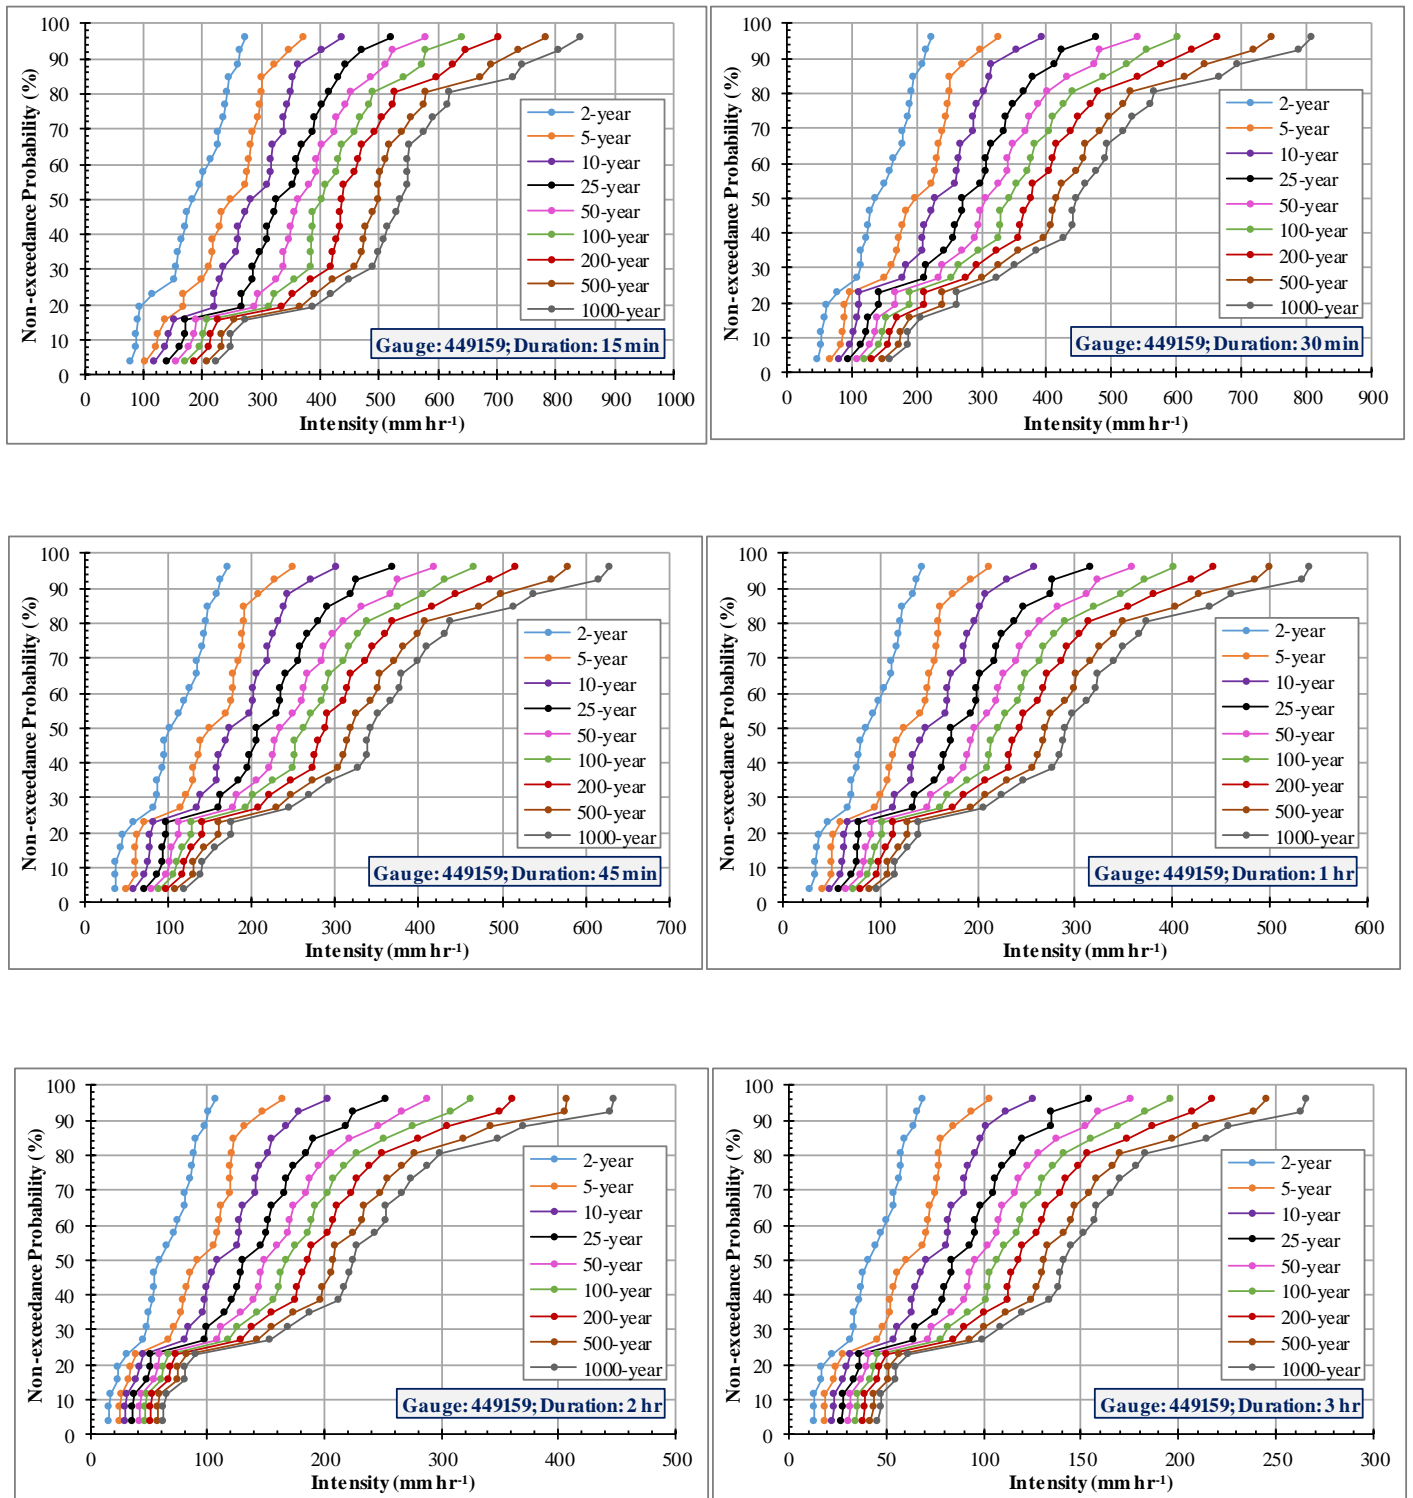 Non-exceedance Probability (%)
100
90
80
70
60
50
40
30
20
10
0
2-year
5-year
10-year
25-year
50-year
100-year
200-year
500-year
1000-year
Gauge: 449159; Duration: 15 min
0 100 200 300 400 500 600 700 800 900 1000
Intensity (mm hr-1)
Non-exceedance Probability (%)
100
90
80
70
60
50
40
30
20
10
0
2-year
5-year
10-year
25-year
50-year
100-year
200-year
500-year
1000-year
Gauge: 449159; Duration: 30 min
0 100 200 300 400 500 600 700 800 900
Intensity (mm hr-1)
Non-exceedance Probability (%)
100
90
80
70
60
50
40
30
20
10
0
2-year
5-year
10-year
25-year
50-year
100-year
200-year
500-year
1000-year
Gauge: 449159; Duration: 45 min
0 100 200 300 400 500 600 700
Intensity (mm hr-1)
Non-exceedance Probability (%)
100
90
80
70
60
50
40
30
20
10
0
2-year
5-year
10-year
25-year
50-year
100-year
200-year
500-year
1000-year
Gauge: 449159; Duration: 1 hr
0 100 200 300 400 500 600
Intensity (mm hr-1)
Non-exceedance Probability (%)
100
90
80
70
60
50
40
30
20
10
0
2-year
5-year
10-year
25-year
50-year
100-year
200-year
500-year
1000-year
Gauge: 449159; Duration: 2 hr
0 100 200 300 400 500
Intensity (mm hr-1)
Non-exceedance Probability (%)
100
90
80
70
60
50
40
30
20
10
0
2-year
5-year
10-year
25-year
50-year
100-year
200-year
500-year
1000-year
Gauge: 449159; Duration: 3 hr
0 50 100 150 200 250 300
Intensity (mm hr-1)